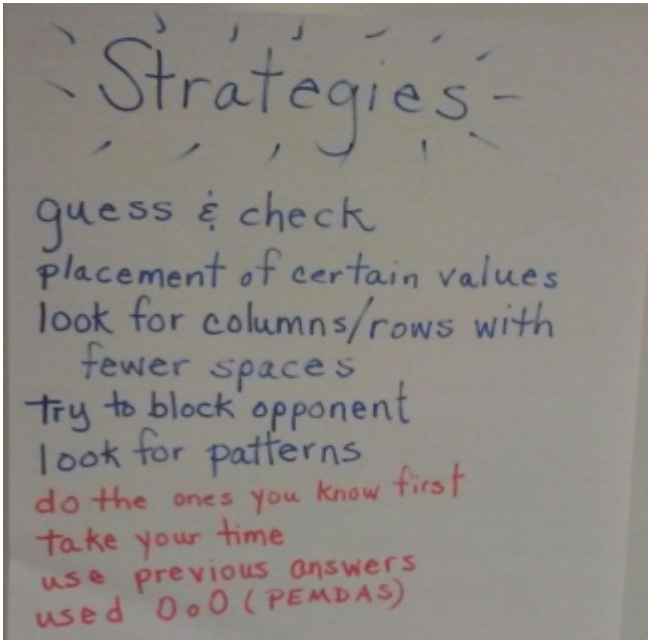 Strategies
guess & check
placement of certain values
look for columns/rows with
fewer spaces
try to block opponent
look for patterns
do the ones you know first
take your time
use previous answers
used OoO (PEMDAS)